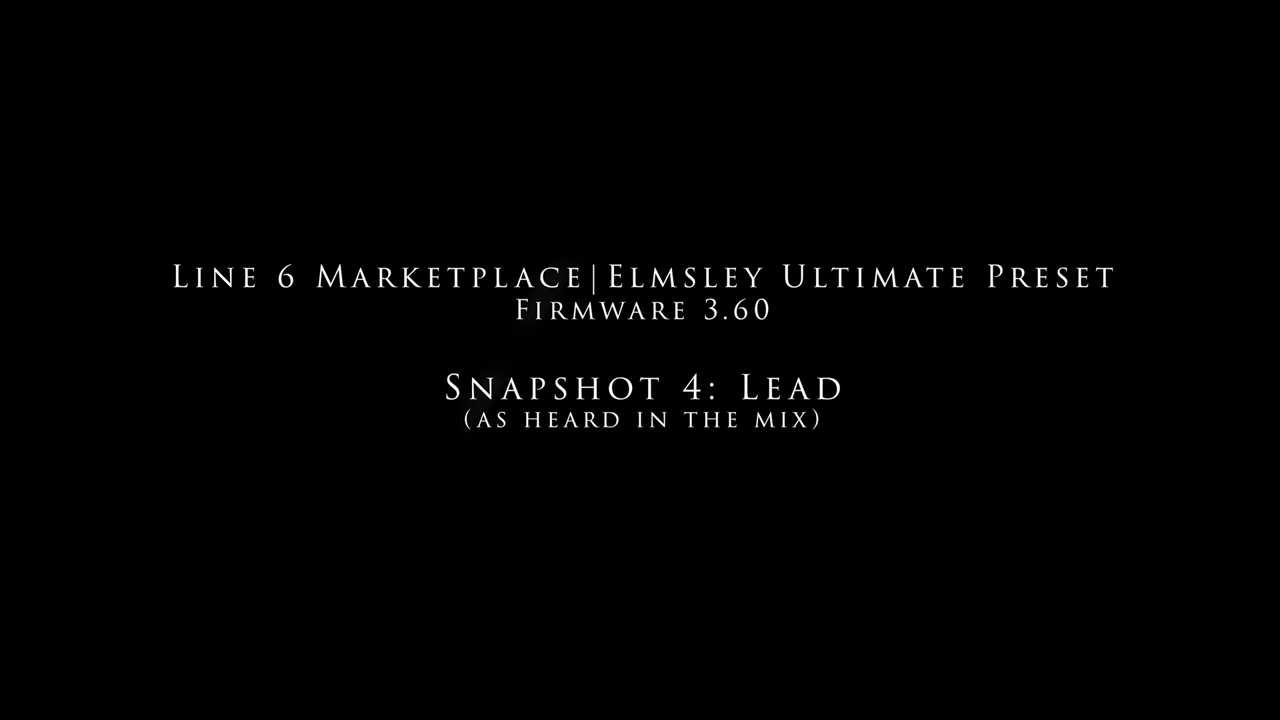 Line 6 Marketplace|Elmsley Ultimate Preset
Firmware 3.60
Snapshot 4: Lead
(as heard in the mix)